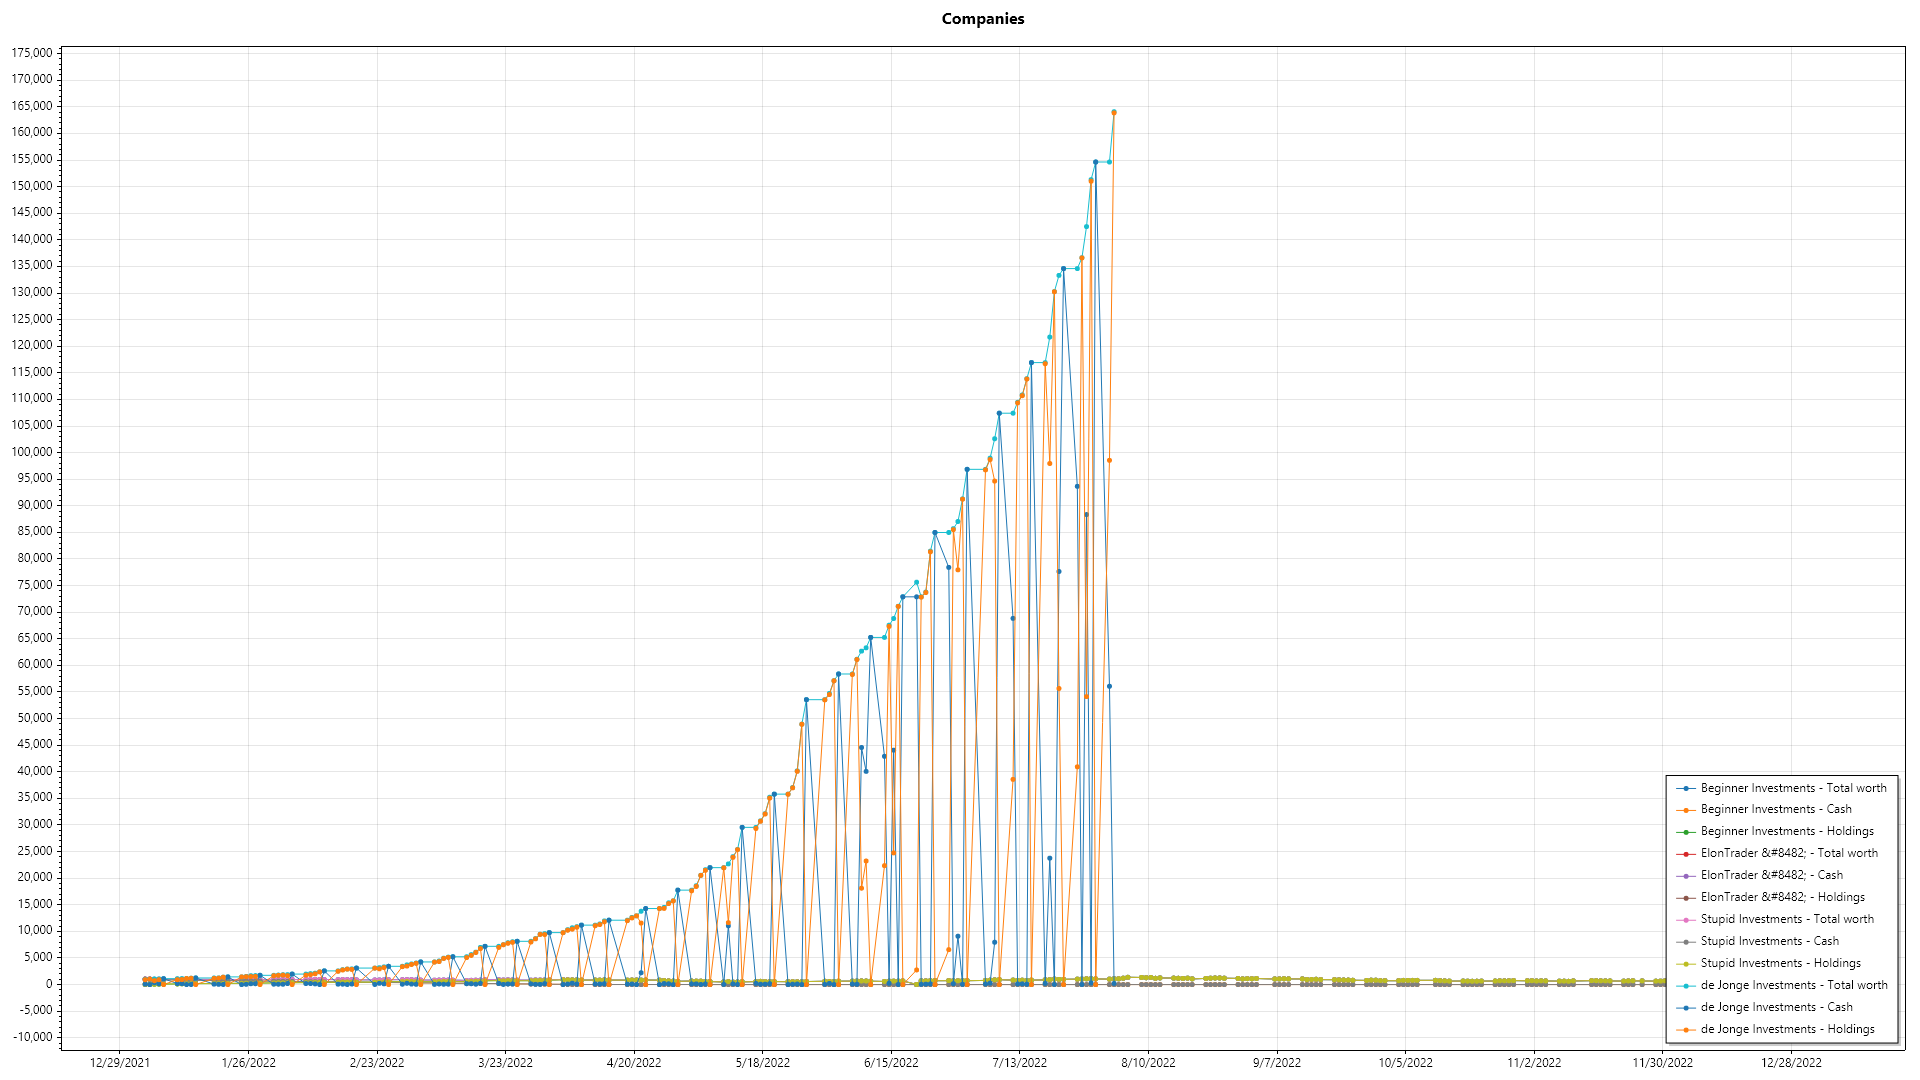 Companies
175,000
170,000
165,000
160,000
155,000
150,000
145,000
140,000
135,000
130,000
125,000
120,000
115,000
110,000
105,000
100,000
95,000
90,000
85,000
80,000
75,000
70,000
65,000
60,000
55,000
50,000
45,000
40,000
35,000
30,000
25,000
20,000
15,000
10,000
5,000
0
-5,000
-10,000
12/29/2021 1/26/2022 2/23/2022 3/23/2022 4/20/2022 5/18/2022 6/15/2022 7/13/2022 8/10/2022 9/7/2022 10/5/2022 11/2/2022 11/30/2022 12/28/2022
Beginner Investments - Total worth
Beginner Investments - Cash
Beginner Investments - Holdings
ElonTrader &#8482; - Total worth
ElonTrader &#8482; - Cash
ElonTrader &#8482; - Holdings
Stupid Investments - Total worth
Stupid Investments - Cash
Stupid Investments - Holdings
de Jonge Investments - Total worth
de Jonge Investments - Cash
de Jonge Investments - Holdings